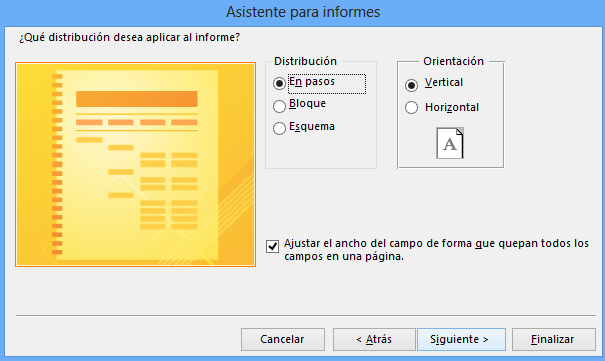 Asistente para informes
¿Qué distribución desea aplicar al informe?
Distribución
En pasos
Bloque
Esquema
Orientación
Vertical
Horizontal
A
Ajustar el ancho del campo de forma que quepan todos los
campos en una página.
Cancelar
< Atrás
Siguiente >
Finalizar